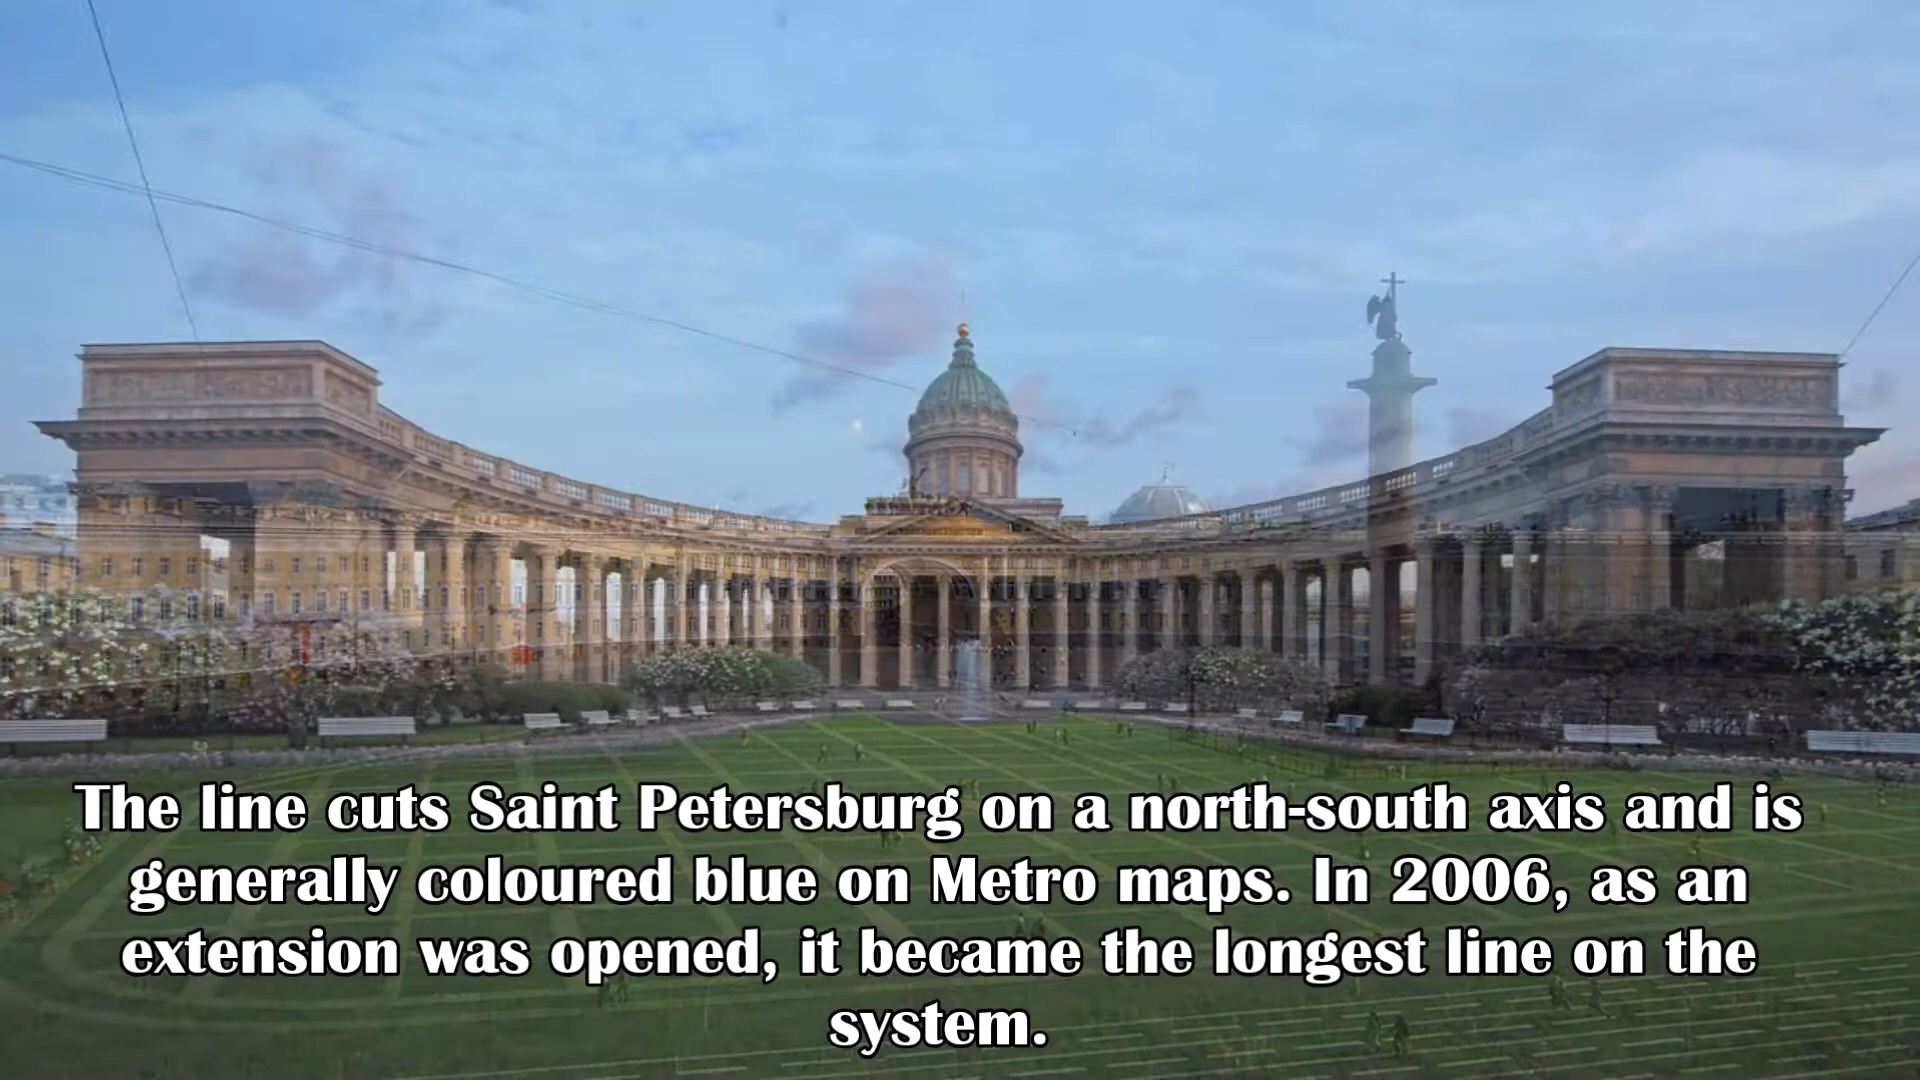 The line cuts Saint Petersburg on a north-south axis and is
generally coloured blue on Metro maps. In 2006, as an
extension was opened, it became the longest line on the
system.